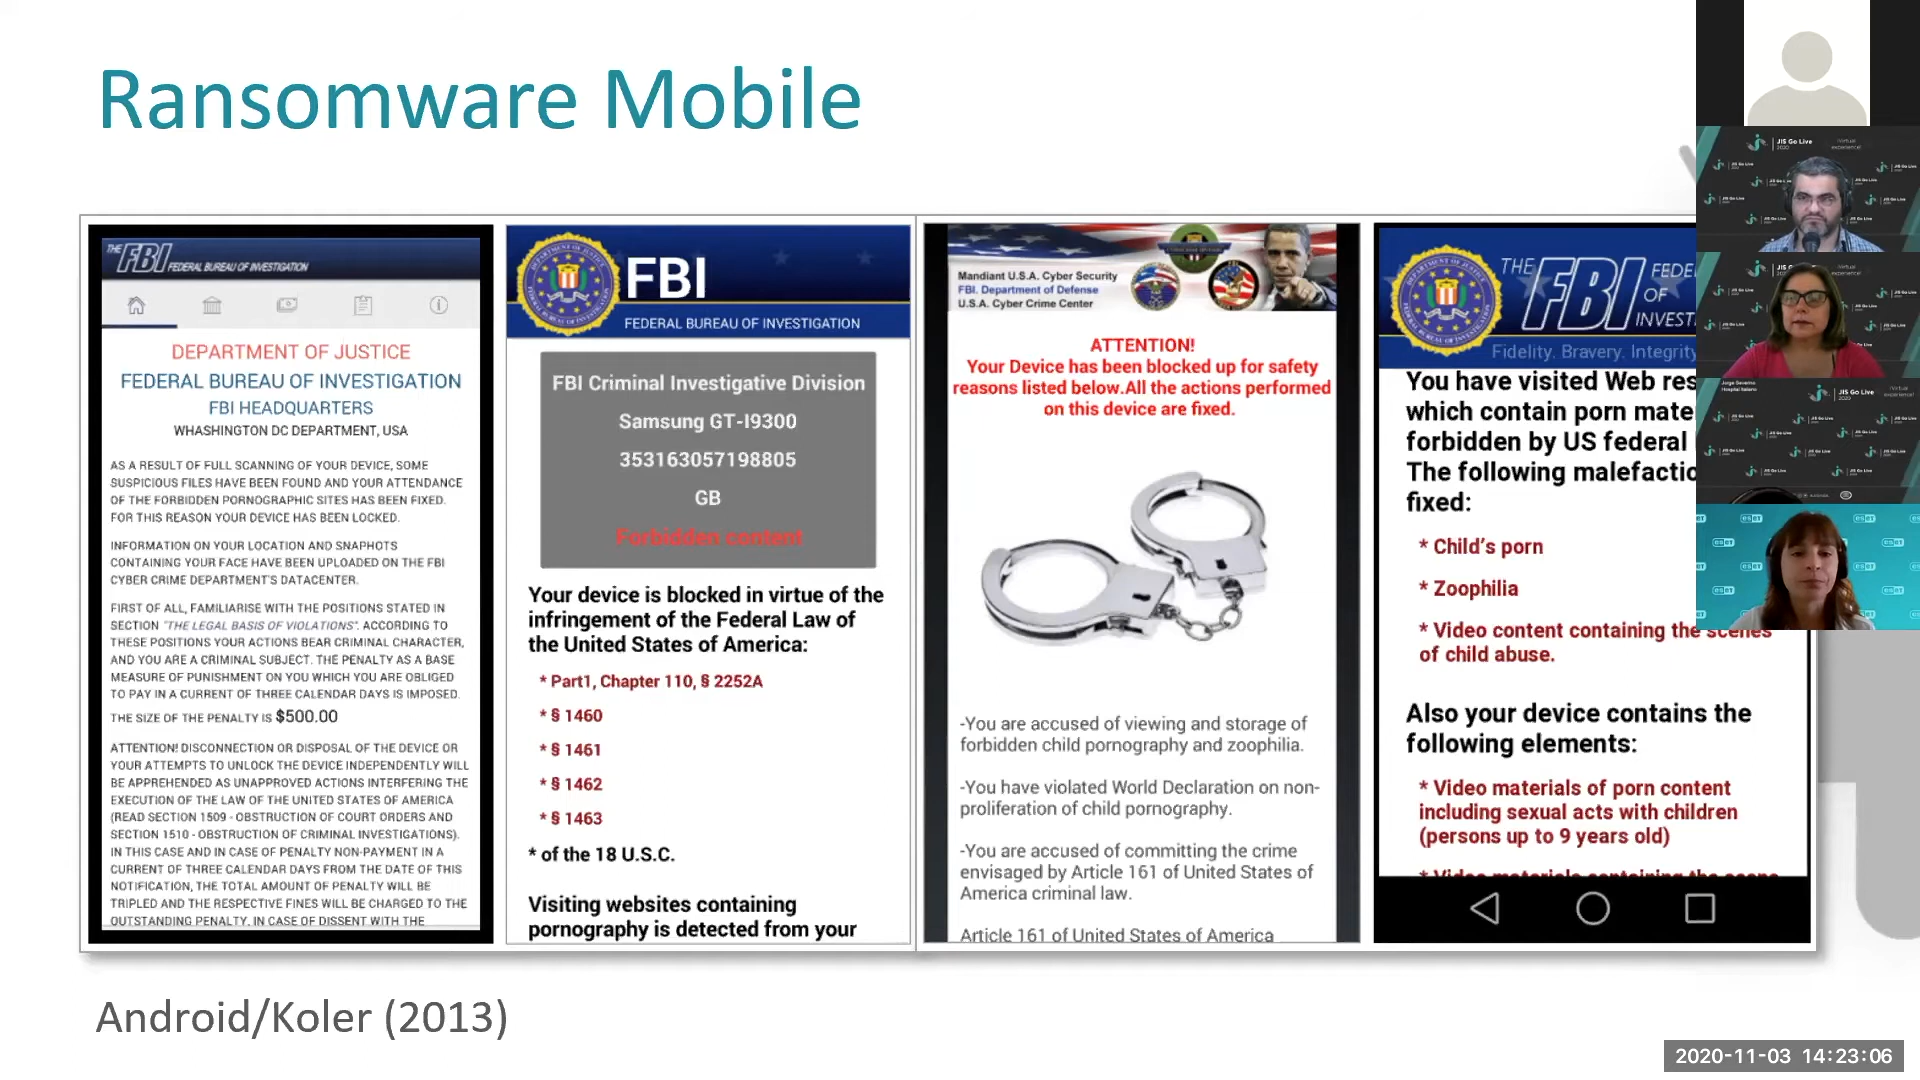 Ransomware Mobile
THE FBI FEDERAL BUREAU OF INVESTIGATION
DEPARTMENT OF JUSTICE
FEDERAL BUREAU OF INVESTIGATION
FBI HEADQUARTERS
WHASHINGTON DC DEPARTMENT, USA
AS A RESULT OF FULL SCANNING OF YOUR DEVICE, SOME
SUSPICIOUS FILES HAVE BEEN FOUND AND YOUR ATTENDANCE
OF THE FORBIDDEN PORNOGRAPHIC SITES HAS BEEN FIXED.
FOR THIS REASON YOUR DEVICE HAS BEEN LOCKED.
INFORMATION ON YOUR LOCATION AND SNAPHOTS
CONTAINING YOUR FACE HAVE BEEN UPLOADED ON THE FBI
CYBER CRIME DEPARTMENT'S DATACENTER.
FIRST OF ALL, FAMILIARISE WITH THE POSITIONS STATED IN
SECTION "THE LEGAL BASIS OF VIOLATIONS". ACCORDING TO
THESE POSITIONS YOUR ACTIONS BEAR CRIMINAL CHARACTER,
AND YOU ARE A CRIMINAL SUBJECT. THE PENALTY AS A BASE
MEASURE OF PUNISHMENT ON YOU WHICH YOU ARE OBLIGED
TO PAY IN A CURRENT OF THREE CALENDAR DAYS IS IMPOSED.
THE SIZE OF THE PENALTY IS $500.00
ATTENTION! DISCONNECTION OR DISPOSAL OF THE DEVICE OR
YOUR ATTEMPTS TO UNLOCK THE DEVICE INDEPENDENTLY WILL
BE APPREHENDED AS UNAPPROVED ACTIONS INTERFERING THE
EXECUTION OF THE LAW OF THE UNITED STATES OF AMERICA
(READ SECTION 1509 - OBSTRUCTION OF COURT ORDERS AND
SECTION 1510 - OBSTRUCTION OF CRIMINAL INVESTIGATIONS).
IN THIS CASE AND IN CASE OF PENALTY NON-PAYMENT IN A
CURRENT OF THREE CALENDAR DAYS FROM THE DATE OF THIS
NOTIFICATION, THE TOTAL AMOUNT OF PENALTY WILL BE
TRIPLED AND THE RESPECTIVE FINES WILL BE CHARGED TO THE
OUTSTANDING PENALTY. IN CASE OF DISSENT WITH THE
FBI
FEDERAL BUREAU OF INVESTIGATION
FBI Criminal Investigative Division
Samsung GT-I9300
353163057198805
GB
Forbidden content
Your device is blocked in virtue of the
infringement of the Federal Law of
the United States of America:
* Part1, Chapter 110, § 2252A
* § 1460
* § 1461
* § 1462
* § 1463
* of the 18 U.S.C.
Visiting websites containing
pornography is detected from your
Mandiant U.S.A. Cyber Security
FBI. Department of Defense
U.S.A. Cyber Crime Center
ATTENTION!
Your Device has been blocked up for safety
reasons listed below.All the actions performed
on this device are fixed.
-You are accused of viewing and storage of
forbidden child pornography and zoophilia.
-You have violated World Declaration on non-
proliferation of child pornography.
-You are accused of committing the crime
envisaged by Article 161 of United States of
America criminal law.
Article 161 of United States of America
THE FBI FEDE
OF
INVEST
Fidelity. Bravery. Integrity
You have visited Web res
which contain porn mate
forbidden by US federal
The following malefactio
fixed:
* Child's porn
* Zoophilia
* Video content containing the scenes
of child abuse.
Also your device contains the
following elements:
* Video materials of porn content
including sexual acts with children
(persons up to 9 years old)
* Video materials containing the
Android/Koler (2013)
JIS Go Live
2020
JIS Go Live
eset
2020-11-03 14:23:06